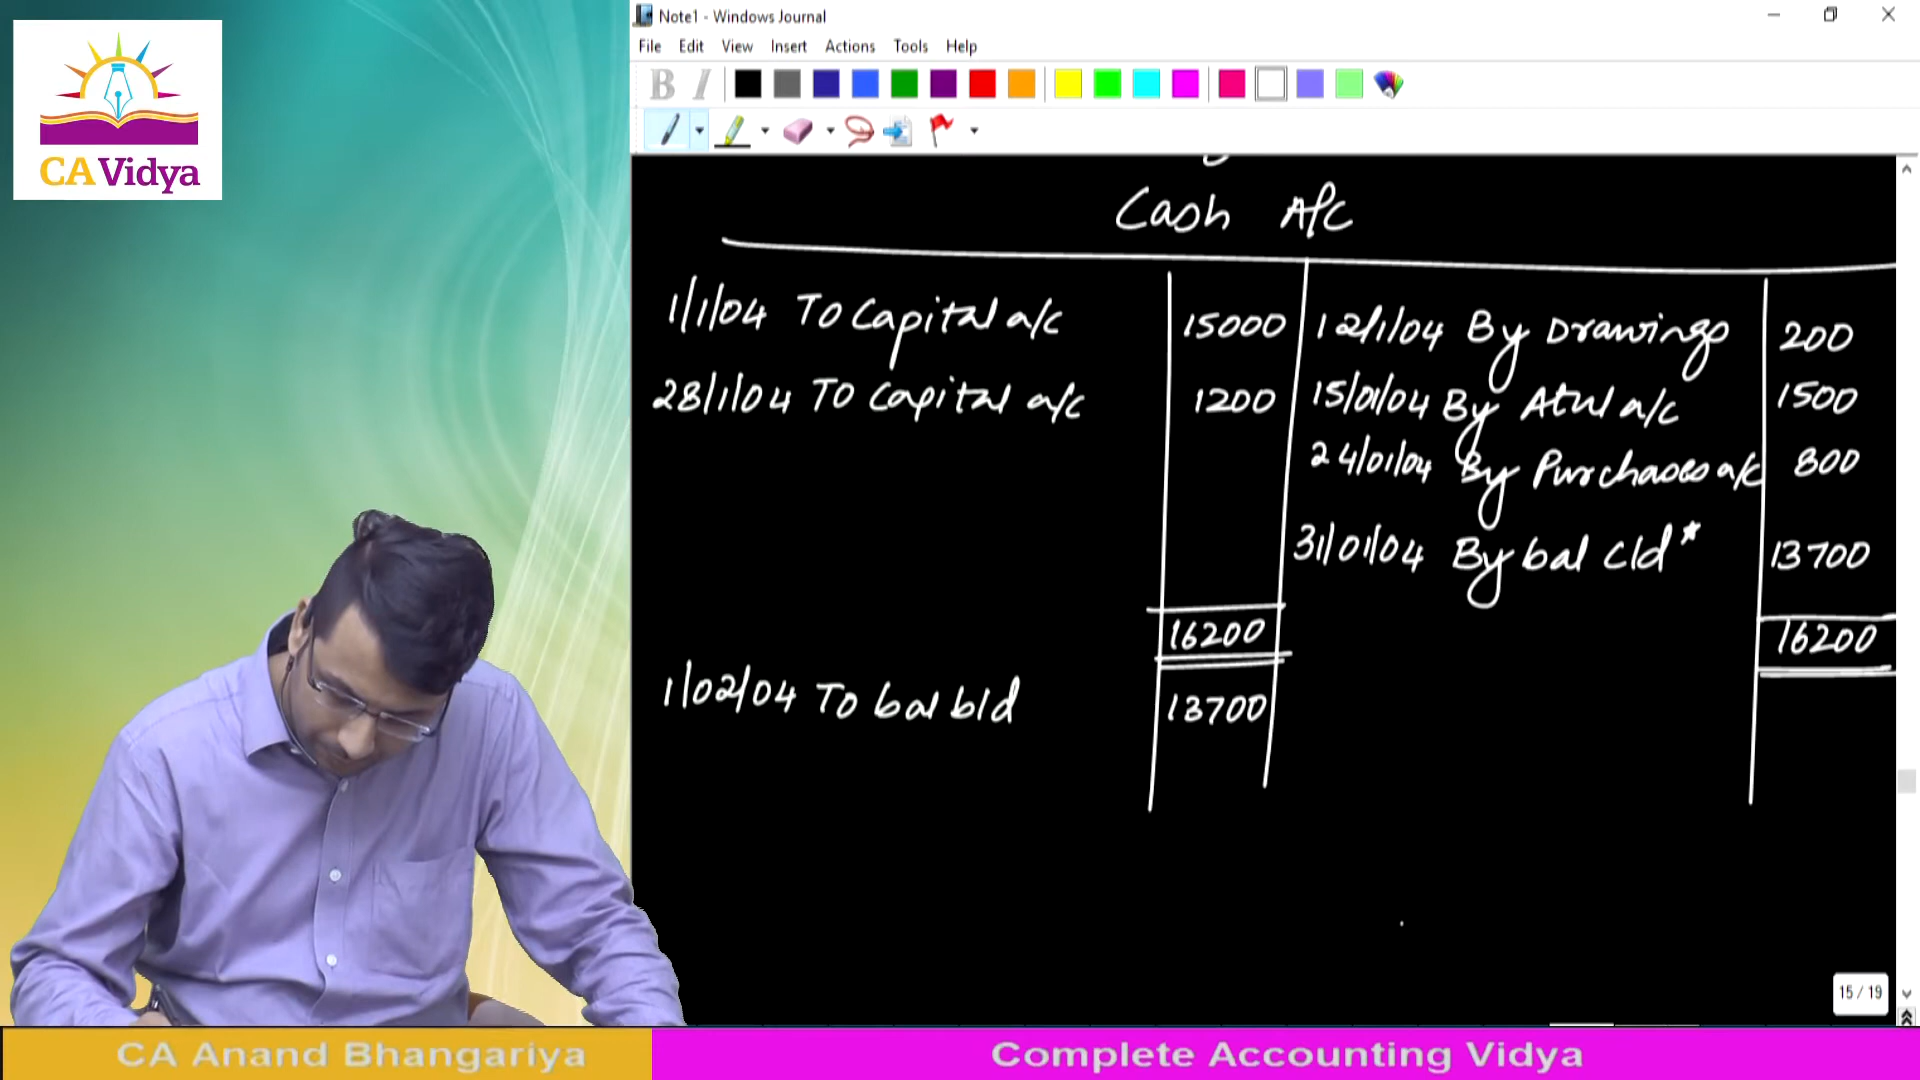 CA Vidya
Note1 - Windows Journal
File Edit View Insert Actions Tools Help
B I
Cash A/c
1/1/04 To Capital a/c 15000 12/1/04 By Drawings 200
28/1/04 To Capital a/c 1200 15/01/04 By Atul a/c 1500
24/01/04 By Purchases a/c 800
31/01/04 By bal c/d * 13700
16200 16200
1/02/04 To bal b/d 13700
15 / 19
CA Anand Bhangariya
Complete Accounting Vidya